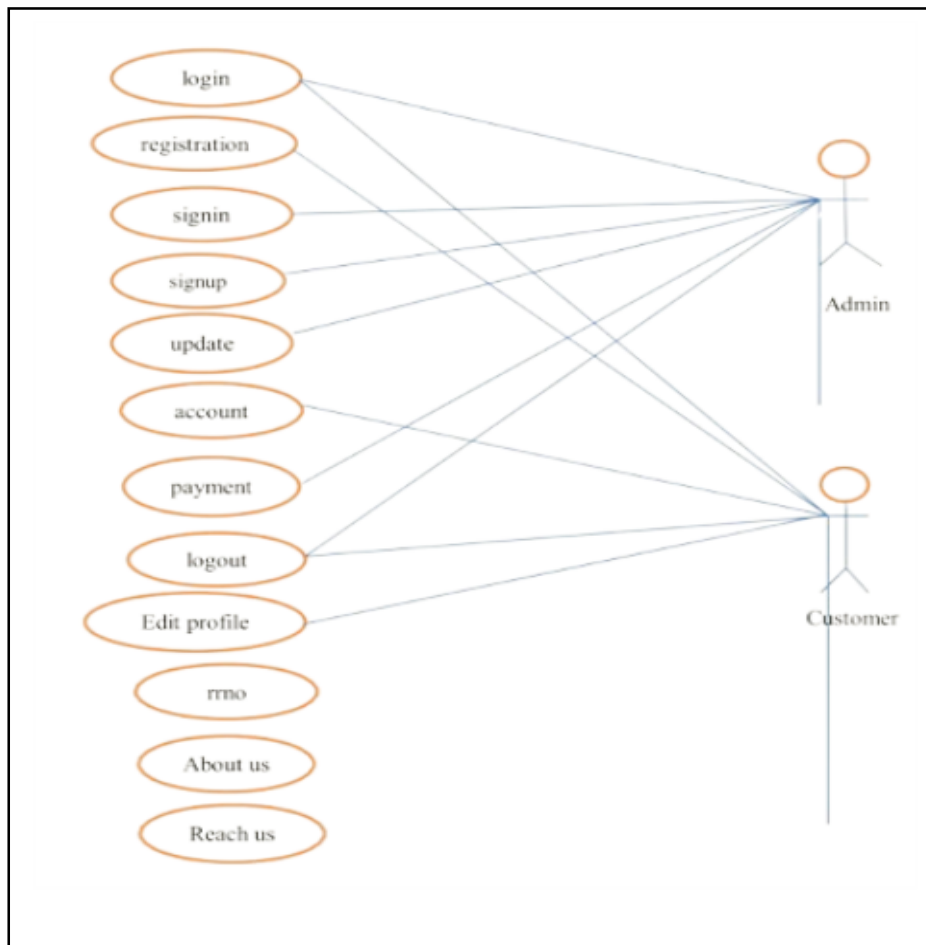 login
registration
signin
signup
update
account
payment
logout
Edit profile
rrno
About us
Reach us
Admin
Customer